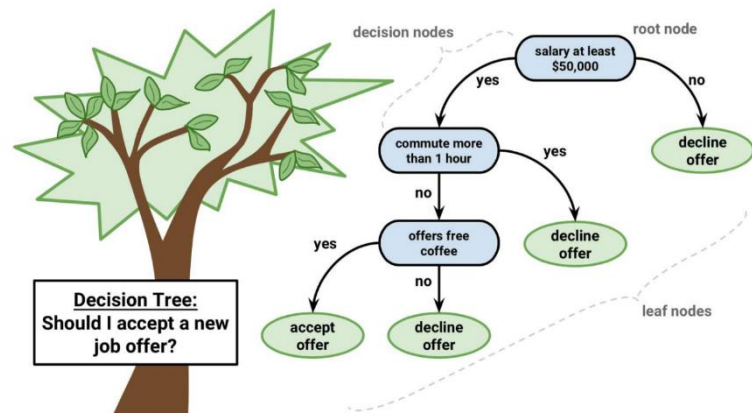 decision nodes
root node
salary at least
$50,000
yes
no
commute more
than 1 hour
yes
decline
offer
no
offers free
coffee
decline
offer
yes
no
leaf nodes
accept
offer
decline
offer
Decision Tree:
Should I accept a new
job offer?